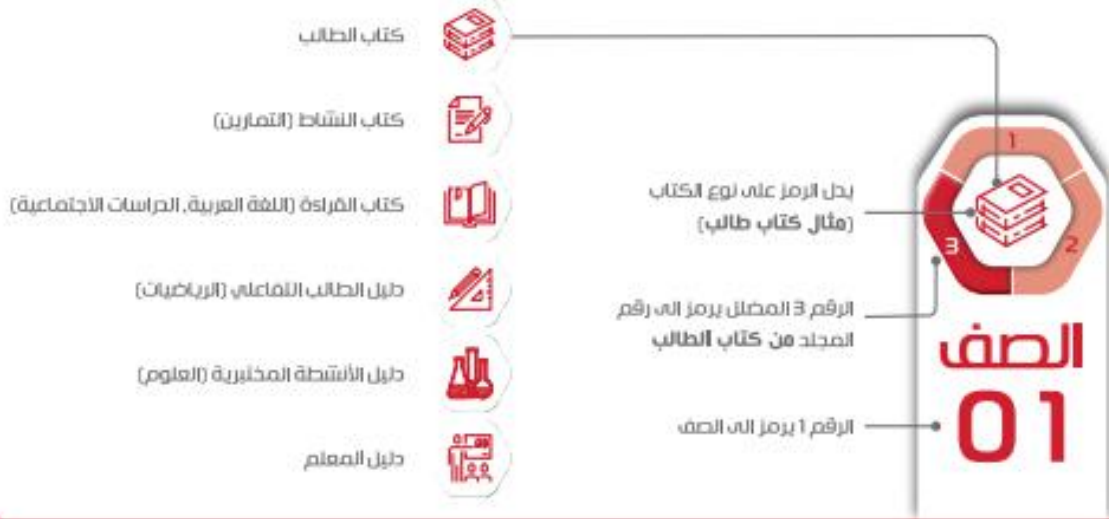 1
2
3
الصف
01
يدل الرمز على نوع الكتاب
(مثال كتاب طالب)
الرقم 3 المضلل يرمز الى رقم
المجلد من كتاب الطالب
الرقم 1 يرمز الى الصف
كتاب الطالب
كتاب النشاط (التمارين)
كتاب القراءة (اللغة العربية, الدراسات الاجتماعية)
دليل الطالب التفاعلي (الرياضيات)
دليل الأنشطة المختبرية (العلوم)
دليل المعلم